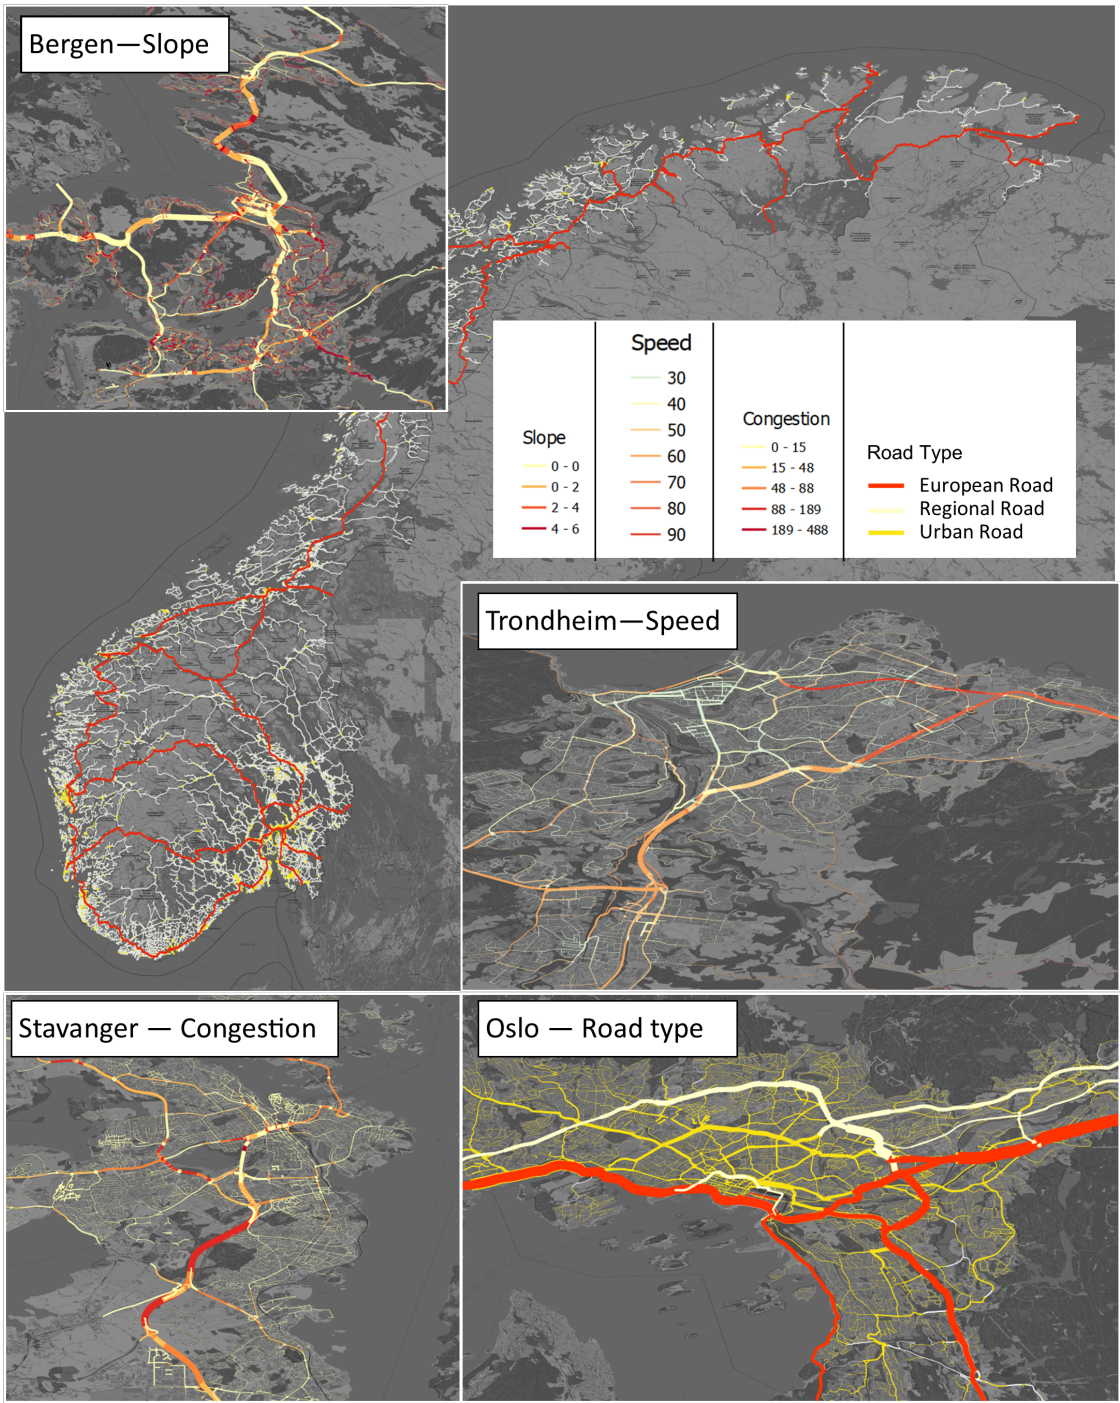 Bergen—Slope
Speed
30
40
50
60
70
80
90
Slope
0 - 0
0 - 2
2 - 4
4 - 6
Congestion
0 - 15
15 - 48
48 - 88
88 - 189
189 - 488
Road Type
European Road
Regional Road
Urban Road
Trondheim—Speed
Stavanger — Congestion
Oslo — Road type